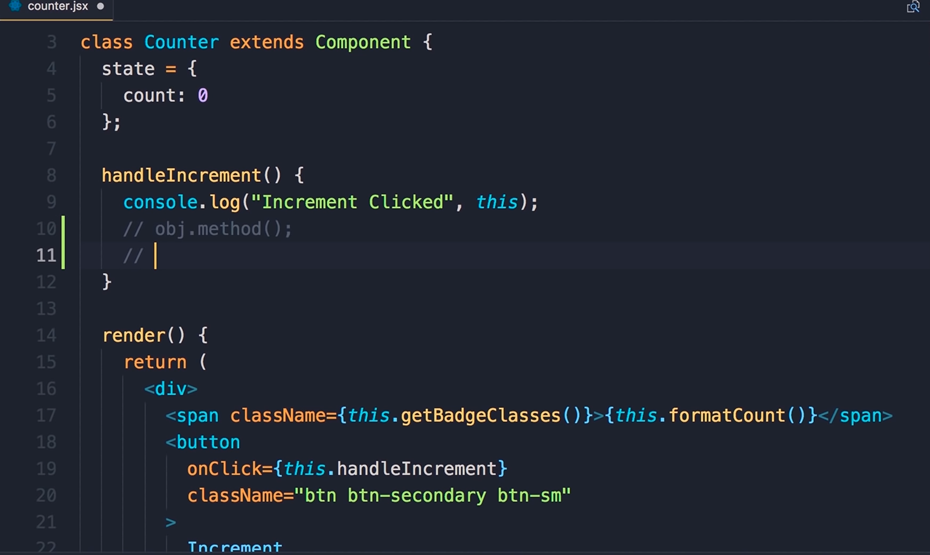 counter.jsx
3 class Counter extends Component {
4 state = {
5 count: 0
6 };
7
8 handleIncrement() {
9 console.log("Increment Clicked", this);
10 // obj.method();
11 //
12 }
13
14 render() {
15 return (
16 <div>
17 <span className={this.getBadgeClasses()}>{this.formatCount()}</span>
18 <button
19 onClick={this.handleIncrement}
20 className="btn btn-secondary btn-sm"
21 >
22 Increment